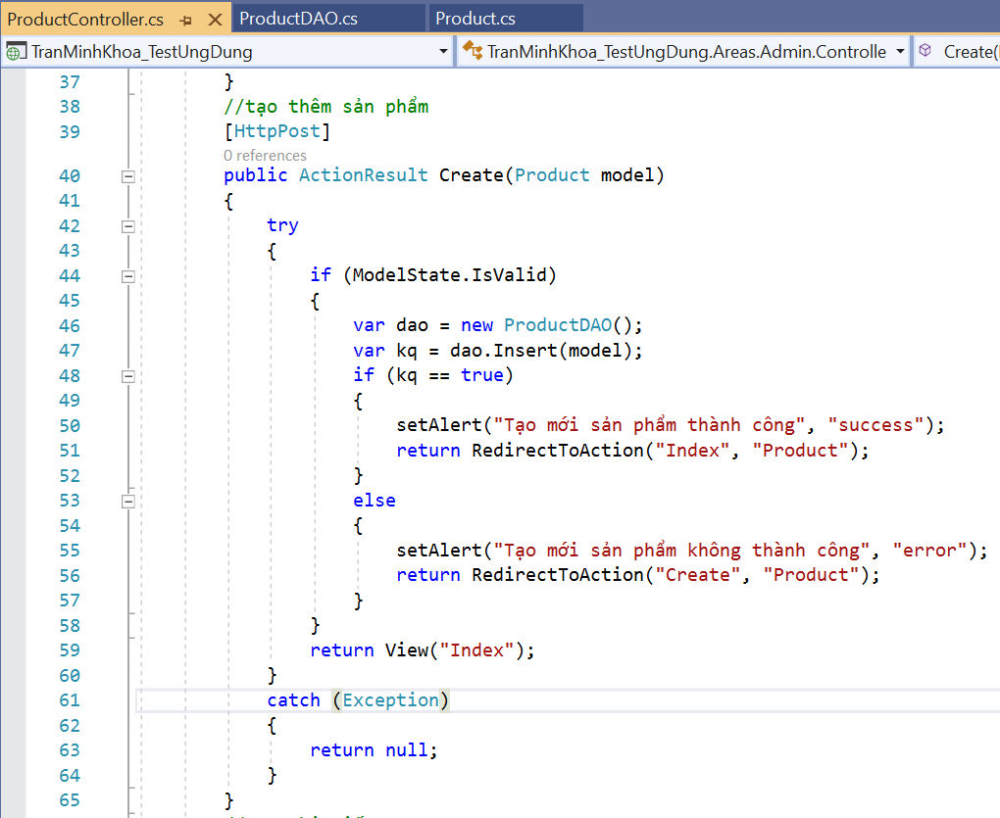 ProductController.cs ProductDAO.cs Product.cs
TranMinhKhoa_TestUngDung TranMinhKhoa_TestUngDung.Areas.Admin.Controlle Create(
37 }
38 //tạo thêm sản phẩm
39 [HttpPost]
0 references
40 public ActionResult Create(Product model)
41 {
42 try
43 {
44 if (ModelState.IsValid)
45 {
46 var dao = new ProductDAO();
47 var kq = dao.Insert(model);
48 if (kq == true)
49 {
50 setAlert("Tạo mới sản phẩm thành công", "success");
51 return RedirectToAction("Index", "Product");
52 }
53 else
54 {
55 setAlert("Tạo mới sản phẩm không thành công", "error");
56 return RedirectToAction("Create", "Product");
57 }
58 }
59 return View("Index");
60 }
61 catch (Exception)
62 {
63 return null;
64 }
65 }